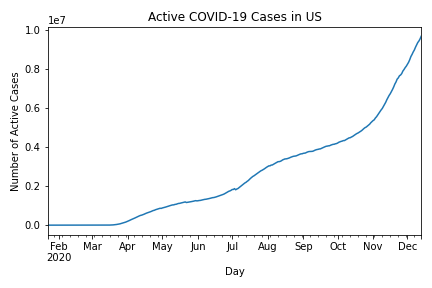 Active COVID-19 Cases in US
1e7
1.0
0.8
0.6
0.4
0.2
0.0
Number of Active Cases
Feb Mar Apr May Jun Jul Aug Sep Oct Nov Dec
2020
Day